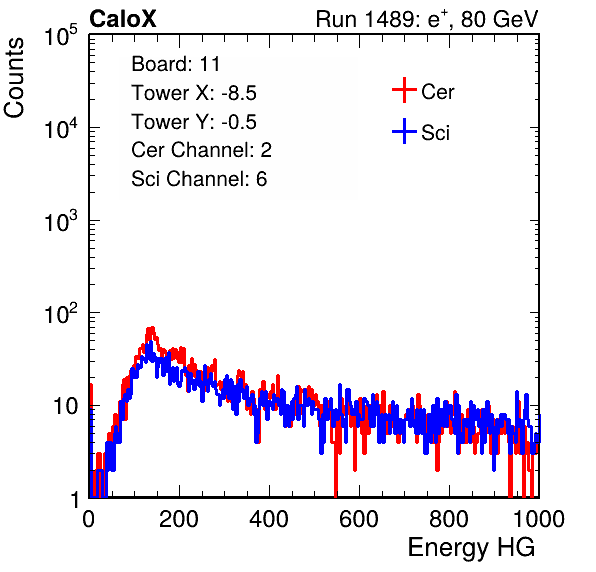 CaloX Run 1489: e+, 80 GeV
Counts
10^5
10^4
10^3
10^2
10
1
Board: 11
Tower X: -8.5
Tower Y: -0.5
Cer Channel: 2
Sci Channel: 6
Cer
Sci
0 200 400 600 800 1000
Energy HG